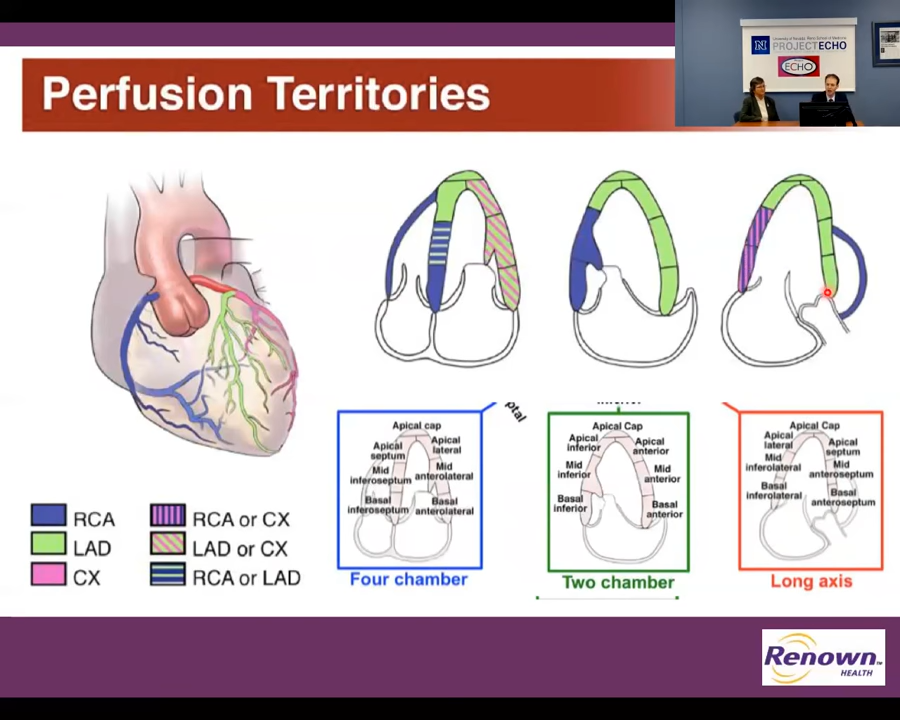 University of Nevada, Reno School of Medicine
PROJECTECHO
ECHO
Perfusion Territories
RCA
LAD
CX
RCA or CX
LAD or CX
RCA or LAD
ptal
Apical cap
Apical septum
Apical lateral
Mid inferoseptum
Mid anterolateral
Basal inferoseptum
Basal anterolateral
Four chamber
Apical Cap
Apical inferior
Apical anterior
Mid inferior
Mid anterior
Basal inferior
Basal anterior
Two chamber
Apical Cap
Apical lateral
Apical septum
Mid inferolateral
Mid anteroseptum
Basal inferolateral
Basal anteroseptum
Long axis
Renown
HEALTH